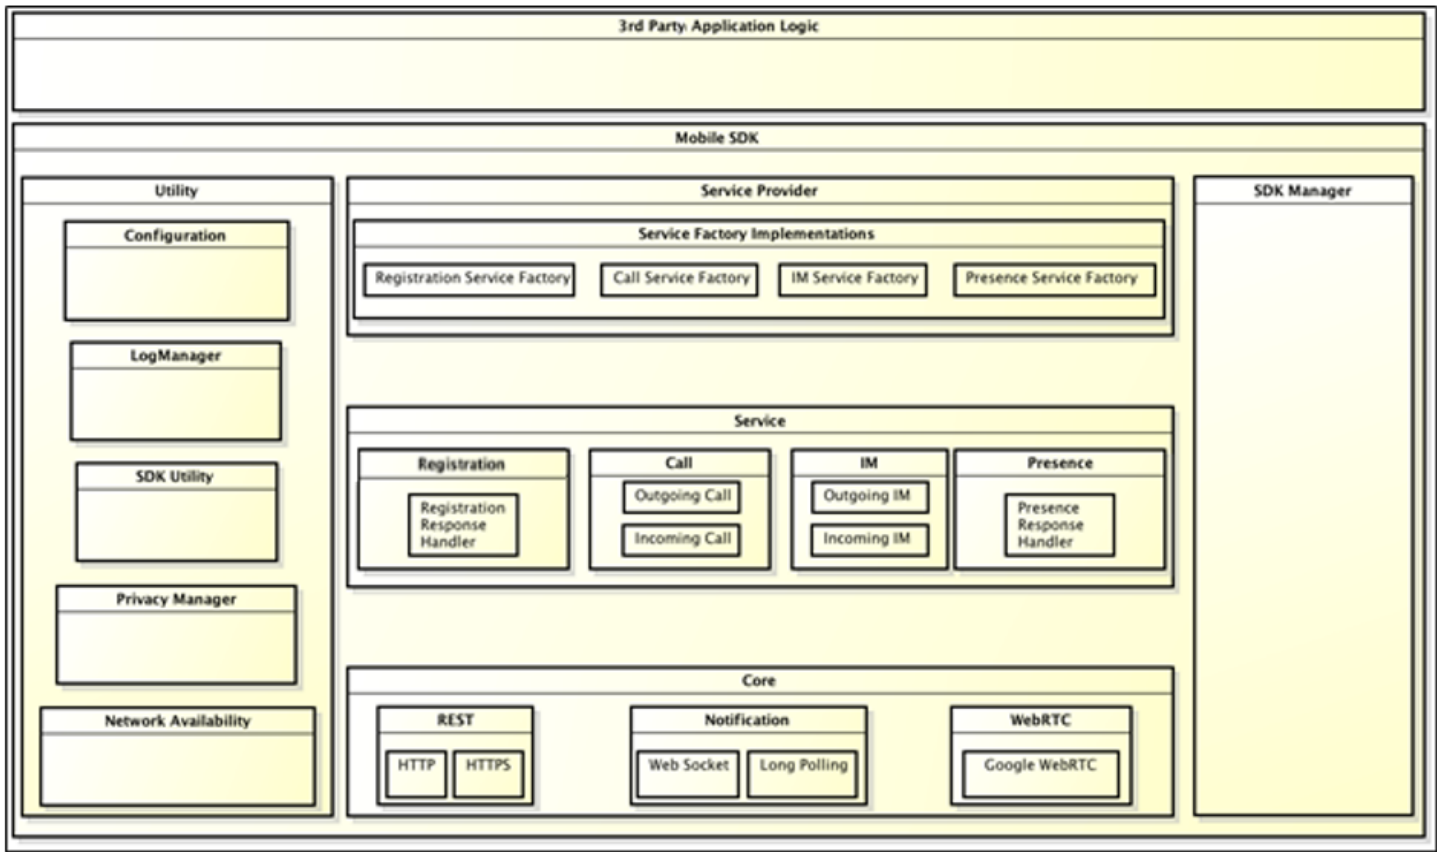 3rd Party Application Logic
Mobile SDK
Utility
Configuration
LogManager
SDK Utility
Privacy Manager
Network Availability
Service Provider
Service Factory Implementations
Registration Service Factory
Call Service Factory
IM Service Factory
Presence Service Factory
Service
Registration
Registration
Response
Handler
Call
Outgoing Call
Incoming Call
IM
Outgoing IM
Incoming IM
Presence
Presence
Response
Handler
Core
REST
HTTP
HTTPS
Notification
Web Socket
Long Polling
WebRTC
Google WebRTC
SDK Manager